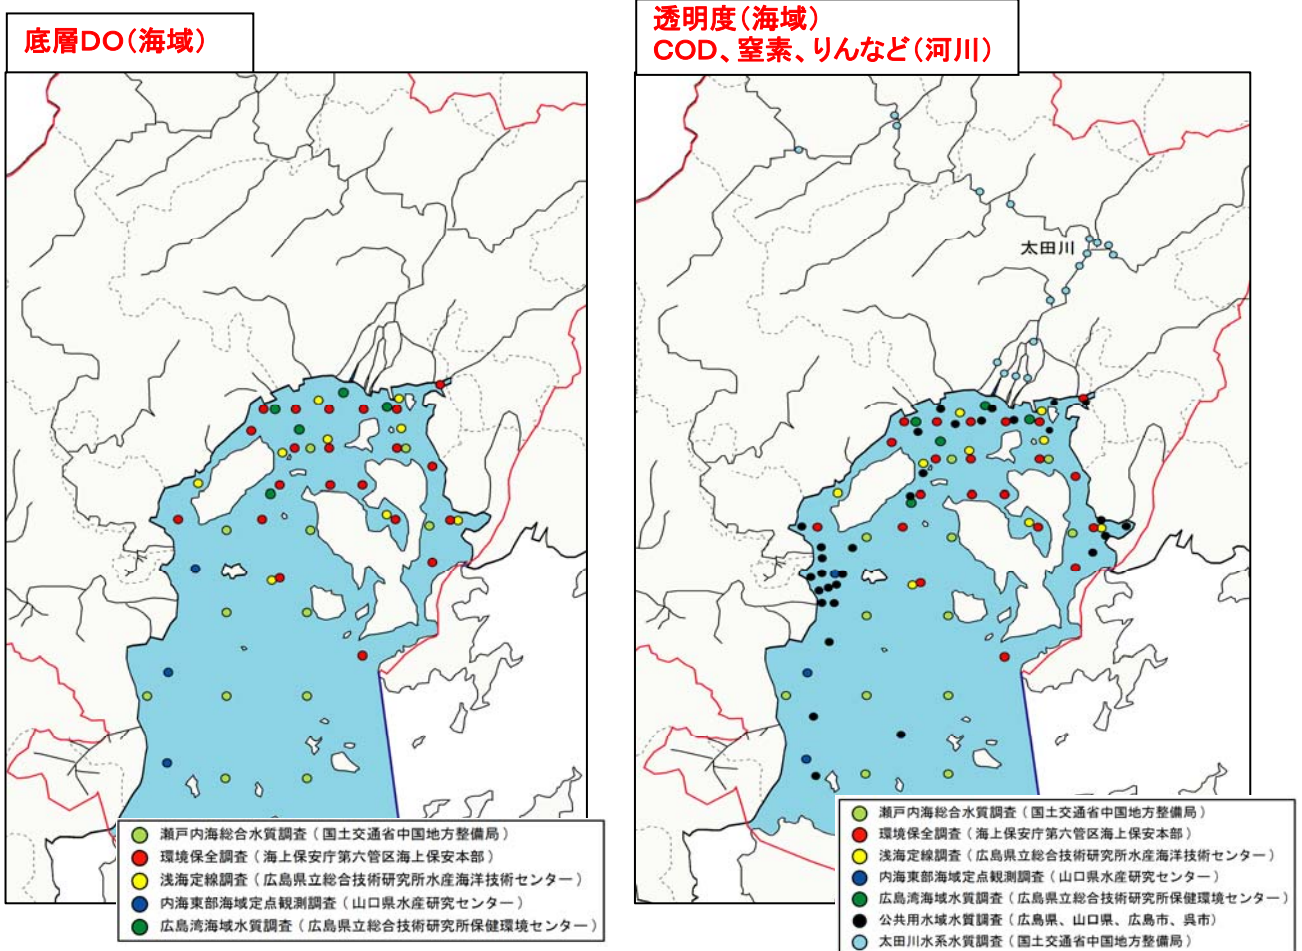 底層DO(海域)
透明度(海域)
COD、窒素、りんなど(河川)
太田川
瀬戸内海総合水質調査(国土交通省中国地方整備局)
環境保全調査(海上保安庁第六管区海上保安本部)
浅海定線調査(広島県立総合技術研究所水産海洋技術センター)
内海東部海域定点観測調査(山口県水産研究センター)
広島湾海域水質調査(広島県立総合技術研究所保健環境センター)
瀬戸内海総合水質調査(国土交通省中国地方整備局)
環境保全調査(海上保安庁第六管区海上保安本部)
浅海定線調査(広島県立総合技術研究所水産海洋技術センター)
内海東部海域定点観測調査(山口県水産研究センター)
広島湾海域水質調査(広島県立総合技術研究所保健環境センター)
公共用水域水質調査(広島県、山口県、広島市、呉市)
太田川水系水質調査(国土交通省中国地方整備局)